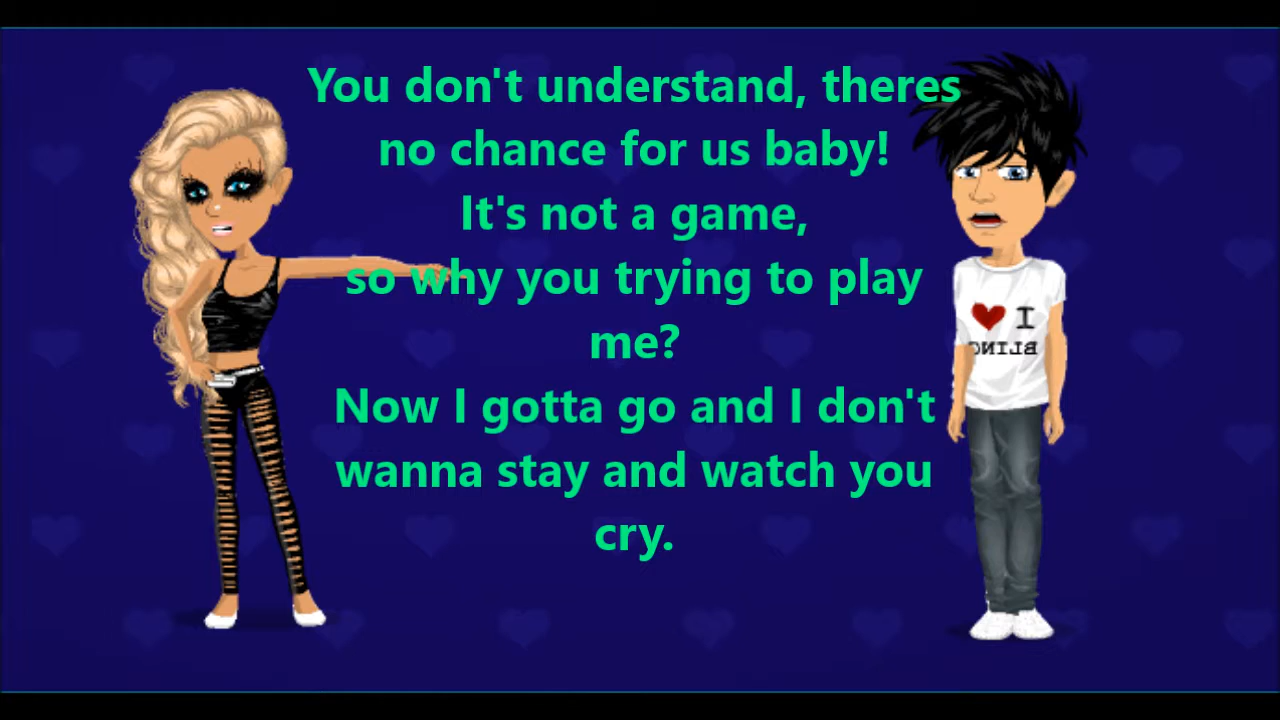 You don't understand, theres
no chance for us baby!
It's not a game,
so why you trying to play
me?
Now I gotta go and I don't
wanna stay and watch you
cry.
I ♥
BLING